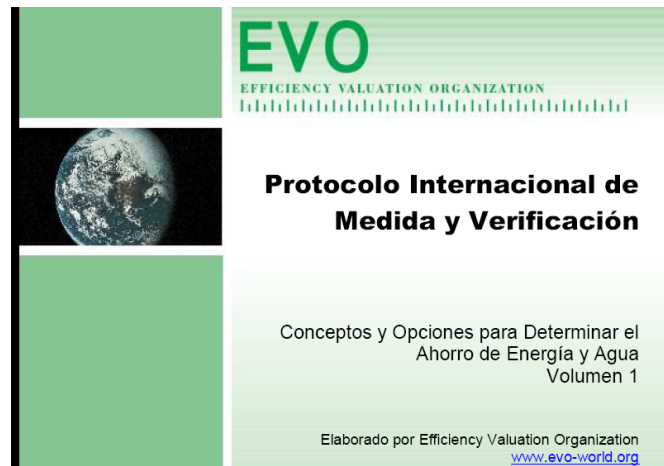 EVO
EFFICIENCY VALUATION ORGANIZATION
Protocolo Internacional de
Medida y Verificación
Conceptos y Opciones para Determinar el
Ahorro de Energía y Agua
Volumen 1
Elaborado por Efficiency Valuation Organization
www.evo-world.org